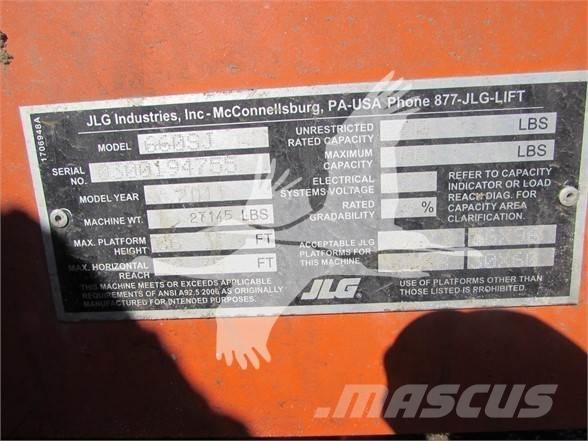 JLG Industries, Inc - McConnellsburg, PA-USA Phone 877-JLG-LIFT
MODEL 660SJ
SERIAL NO. 0300194755
MODEL YEAR 2011
MACHINE WT. 27145 LBS
MAX. PLATFORM HEIGHT FT
MAX. HORIZONTAL REACH FT
THIS MACHINE MEETS OR EXCEEDS APPLICABLE
REQUIREMENTS OF ANSI A92.5 2006 AS ORIGINALLY
MANUFACTURED FOR INTENDED PURPOSES.
UNRESTRICTED RATED CAPACITY LBS
MAXIMUM CAPACITY LBS
ELECTRICAL SYSTEMS VOLTAGE
RATED GRADABILITY %
REFER TO CAPACITY
INDICATOR OR LOAD
REACH DIAG. FOR
CAPACITY AREA
CLARIFICATION.
ACCEPTABLE JLG
PLATFORMS FOR
THIS MACHINE
JLG
USE OF PLATFORMS OTHER THAN
THOSE LISTED IS PROHIBITED.
1706948A
MASCUS